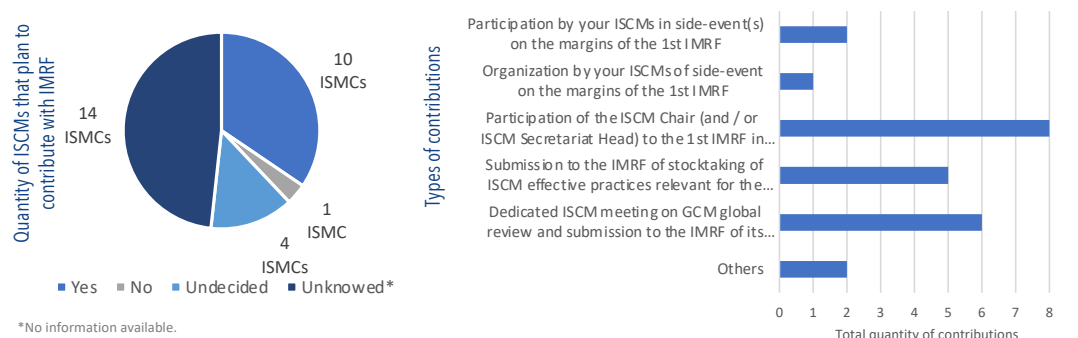 Quantity of ISCMs that plan to
contribute with IMRF
10
ISMCs
1
ISMC
4
ISMCs
14
ISMCs
Yes
No
Undecided
Unknowed*
*No information available.
Types of contributions
Participation by your ISCMs in side-event(s)
on the margins of the 1st IMRF
Organization by your ISCMs of side-event
on the margins of the 1st IMRF
Participation of the ISCM Chair (and / or
ISCM Secretariat Head) to the 1st IMRF in...
Submission to the IMRF of stocktaking of
ISCM effective practices relevant for the...
Dedicated ISCM meeting on GCM global
review and submission to the IMRF of its...
Others
0 1 2 3 4 5 6 7 8
Total quantity of contributions